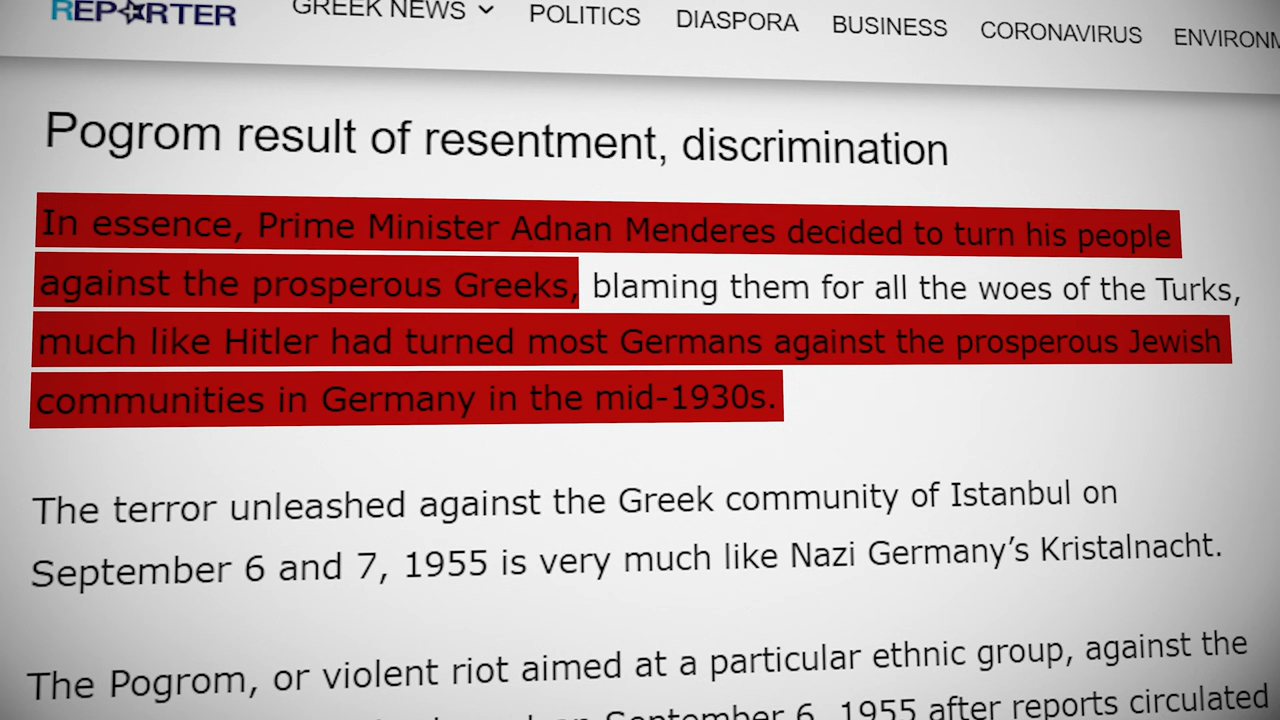 REPORTER
GREEK NEWS
POLITICS
DIASPORA
BUSINESS
CORONAVIRUS
Pogrom result of resentment, discrimination
In essence, Prime Minister Adnan Menderes decided to turn his people
against the prosperous Greeks, blaming them for all the woes of the Turks,
much like Hitler had turned most Germans against the prosperous Jewish
communities in Germany in the mid-1930s.
The terror unleashed against the Greek community of Istanbul on
September 6 and 7, 1955 is very much like Nazi Germany's Kristalnacht.
The Pogrom, or violent riot aimed at a particular ethnic group, against the
September 6, 1955 after reports circulated